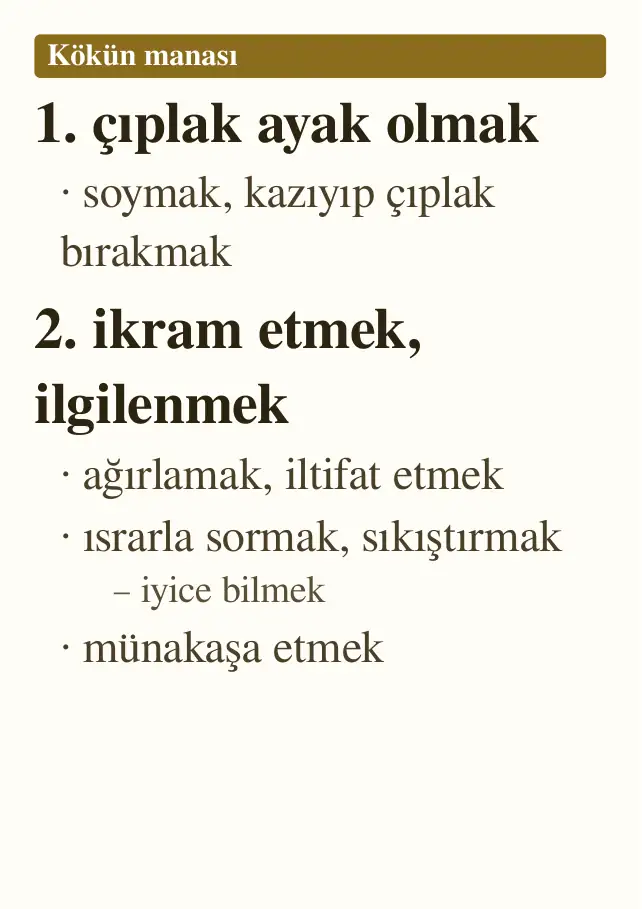 Kökün manası
1. çıplak ayak olmak
· soymak, kazıyıp çıplak
bırakmak
2. ikram etmek,
ilgilenmek
· ağırlamak, iltifat etmek
· ısrarla sormak, sıkıştırmak
– iyice bilmek
· münakaşa etmek